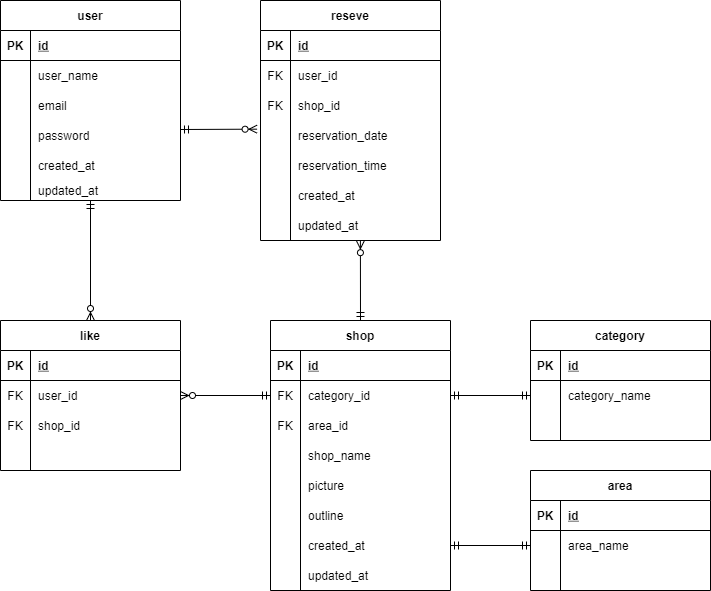 user
PK id
user_name
email
password
created_at
updated_at
reseve
PK id
FK user_id
FK shop_id
reservation_date
reservation_time
created_at
updated_at
like
PK id
FK user_id
FK shop_id
shop
PK id
FK category_id
FK area_id
shop_name
picture
outline
created_at
updated_at
category
PK id
category_name
area
PK id
area_name